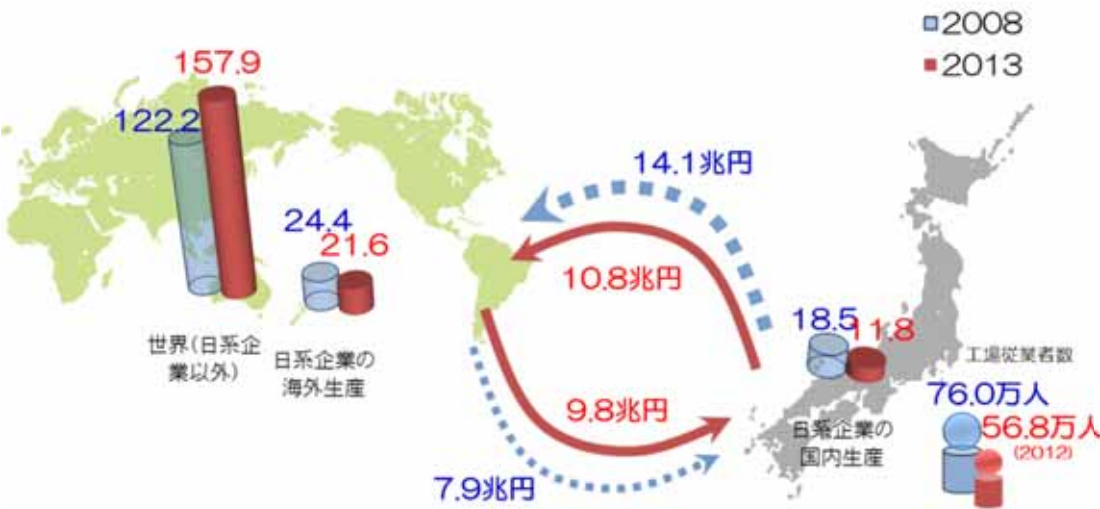 2008
2013
157.9
122.2
14.1兆円
24.4
21.6
10.8兆円
18.5
11.8
世界(日系企
業以外)
日系企業の
海外生産
工場従業者数
76.0万人
9.8兆円
日系企業の
国内生産
56.8万人
(2012)
7.9兆円